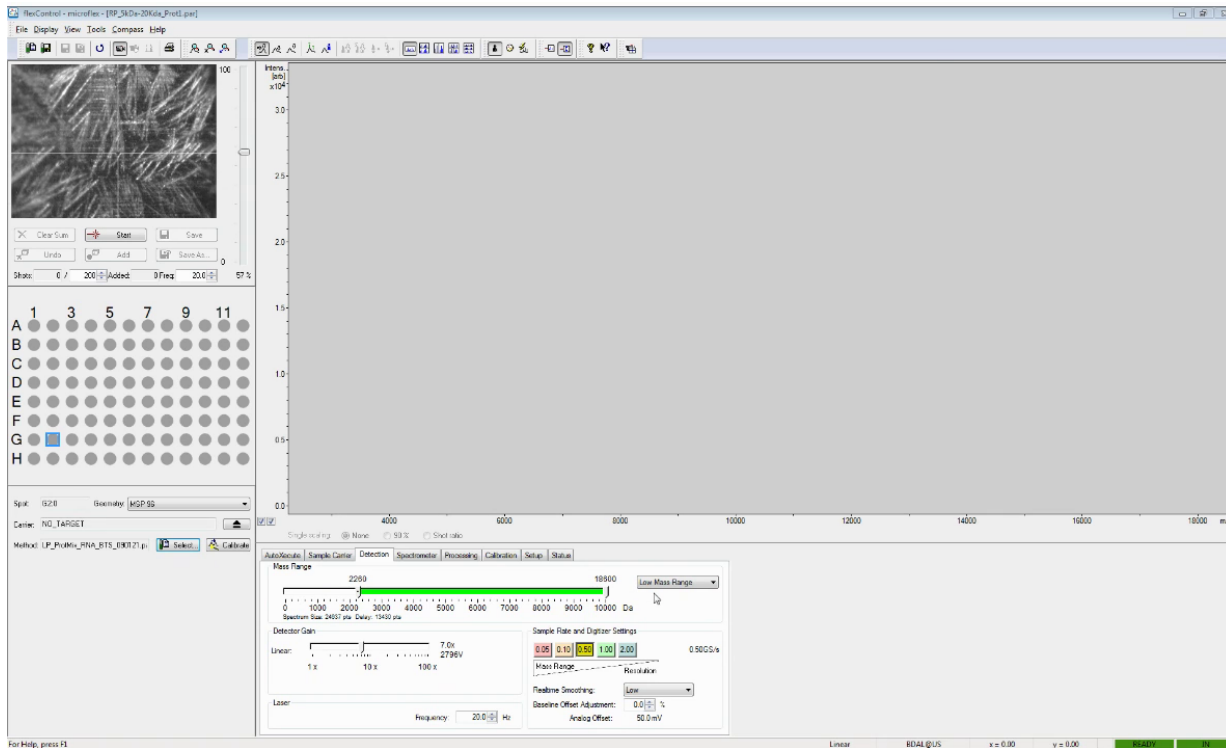 flexControl - microflex - [RP_5kDa-20Kda_Prot1.par]
File Display View Tools Compass Help
100
Clear Sum Start Save
Undo Add Save As...
0
Shots: 0 / 200 Added: 0 Freq: 20.0 57 %
1 3 5 7 9 11
A
B
C
D
E
F
G
H
Spot: G2:0 Geometry: MSP 96
Carrier: NO_TARGET
Method: LP_ProtMix_RNA_BTS_090121.p Select... Calibrate
Intens.
[arb]
x10⁴
3.0
2.5
2.0
1.5
1.0
0.5
0.0
4000 6000 8000 10000 12000 14000 16000 18000 m
Single scaling: None 90 % Shot ratio
AutoXecute Sample Carrier Detection Spectrometer Processing Calibration Setup Status
Mass Range
2260 18600 Low Mass Range
0 1000 2000 3000 4000 5000 6000 7000 8000 9000 10000 Da
Spectrum Size: 24937 pts Delay: 13430 pts
Detector Gain
Linear: 7.0x
2796V
1 x 10 x 100 x
Laser
Frequency: 20.0 Hz
Sample Rate and Digitizer Settings
0.05 0.10 0.50 1.00 2.00 0.50GS/s
Mass Range Resolution
Realtime Smoothing: Low
Baseline Offset Adjustment: 0.0 %
Analog Offset: 50.0 mV
For Help, press F1 Linear BDAL@US x = 0.00 y = 0.00 READY IN